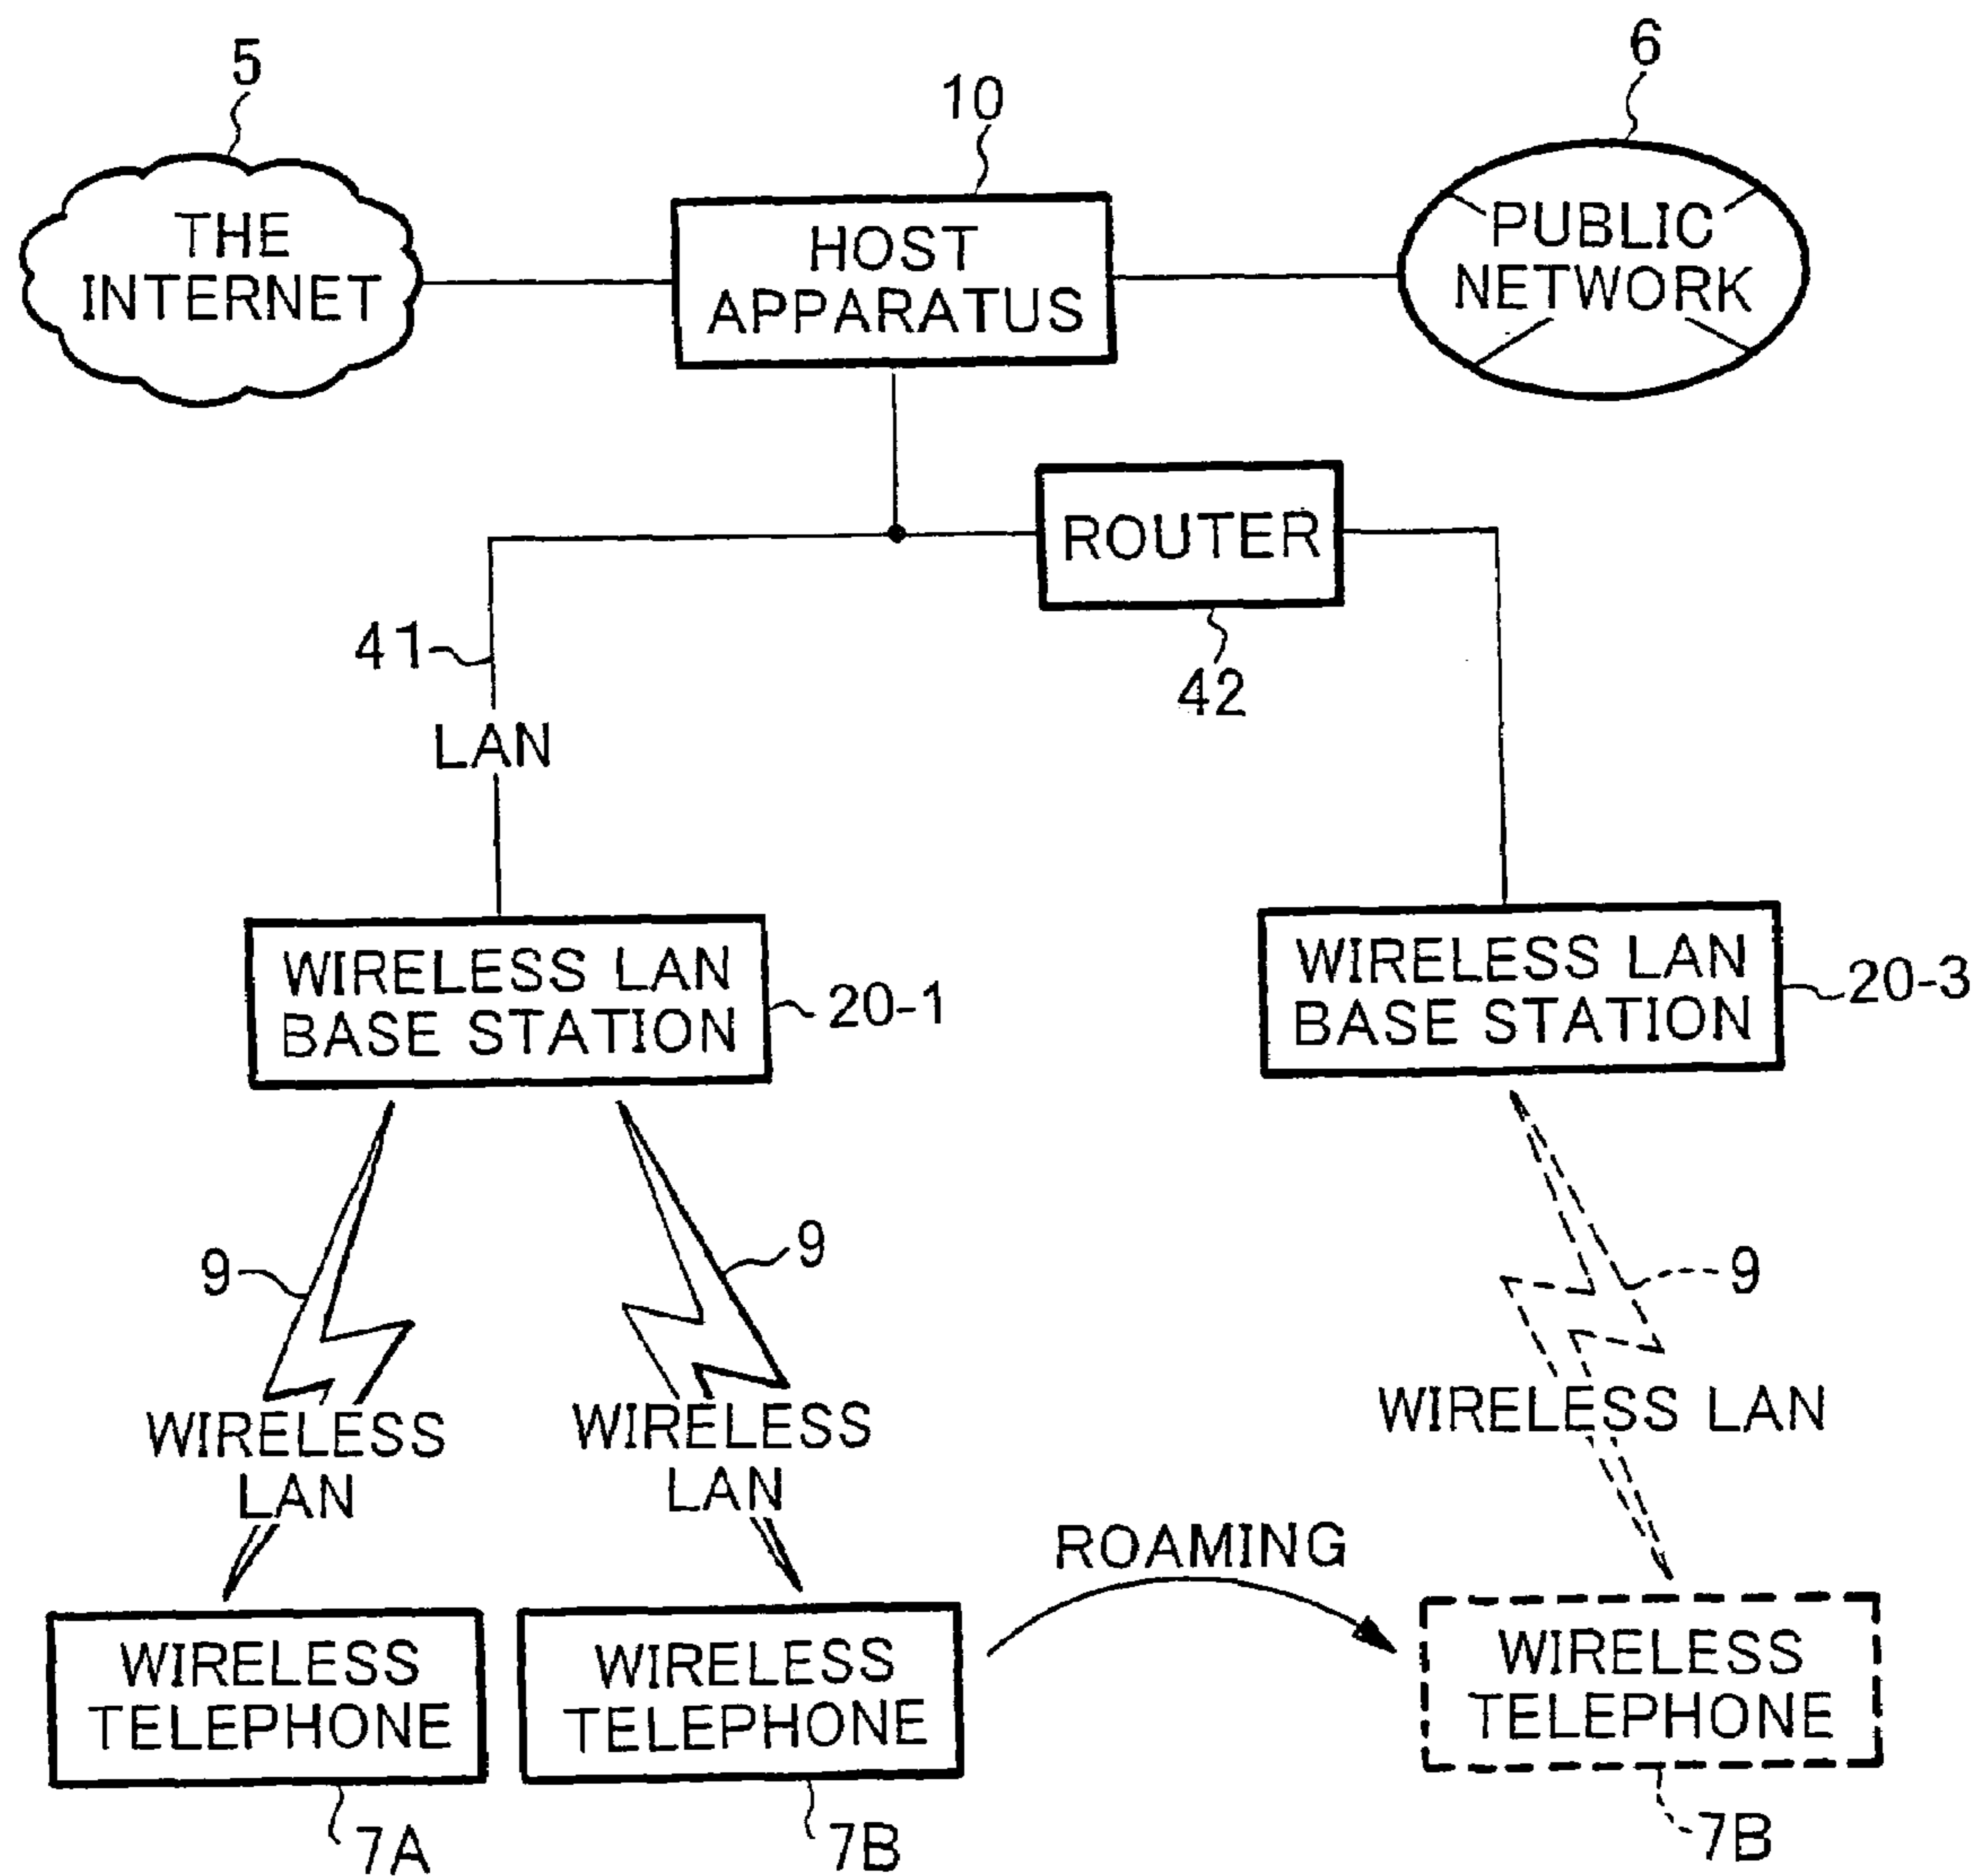 5
10
6
THE
INTERNET
HOST
APPARATUS
PUBLIC
NETWORK
ROUTER
41
42
LAN
WIRELESS LAN
BASE STATION
20-1
WIRELESS LAN
BASE STATION
20-3
9
9
9
WIRELESS
LAN
WIRELESS
LAN
WIRELESS LAN
ROAMING
WIRELESS
TELEPHONE
WIRELESS
TELEPHONE
WIRELESS
TELEPHONE
7A
7B
7B